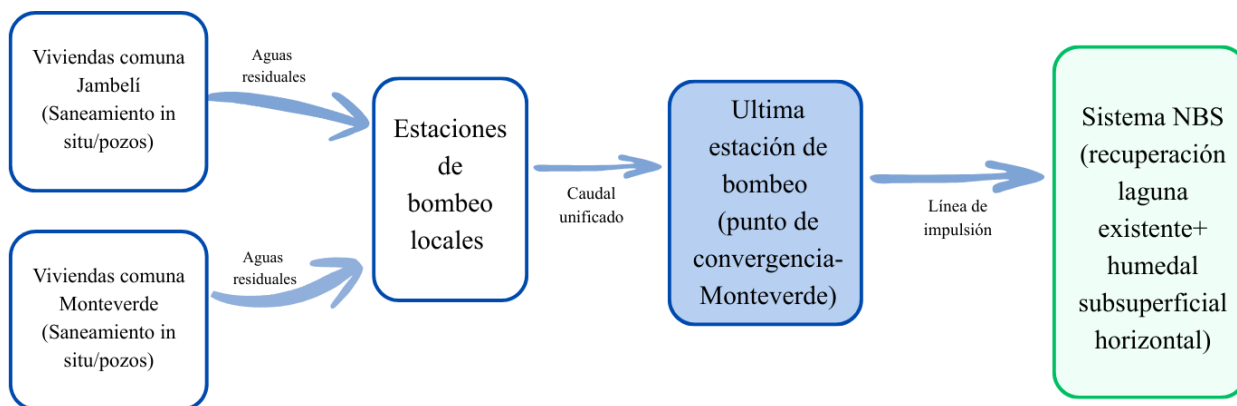 Viviendas comuna
Jambelí
(Saneamiento in
situ/pozos)
Aguas
residuales
Viviendas comuna
Monteverde
(Saneamiento in
situ/pozos)
Aguas
residuales
Estaciones
de
bombeo
locales
Caudal
unificado
Ultima
estación de
bombeo
(punto de
convergencia-
Monteverde)
Línea de
impulsión
Sistema NBS
(recuperación
laguna
existente+
humedal
subsuperficial
horizontal)